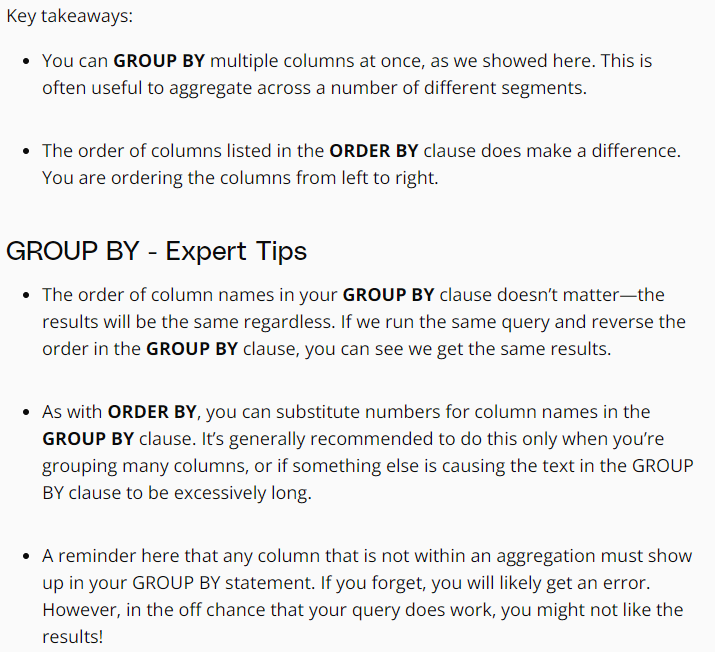 Key takeaways:
• You can GROUP BY multiple columns at once, as we showed here. This is
often useful to aggregate across a number of different segments.
• The order of columns listed in the ORDER BY clause does make a difference.
You are ordering the columns from left to right.
GROUP BY - Expert Tips
• The order of column names in your GROUP BY clause doesn’t matter—the
results will be the same regardless. If we run the same query and reverse the
order in the GROUP BY clause, you can see we get the same results.
• As with ORDER BY, you can substitute numbers for column names in the
GROUP BY clause. It’s generally recommended to do this only when you’re
grouping many columns, or if something else is causing the text in the GROUP
BY clause to be excessively long.
• A reminder here that any column that is not within an aggregation must show
up in your GROUP BY statement. If you forget, you will likely get an error.
However, in the off chance that your query does work, you might not like the
results!